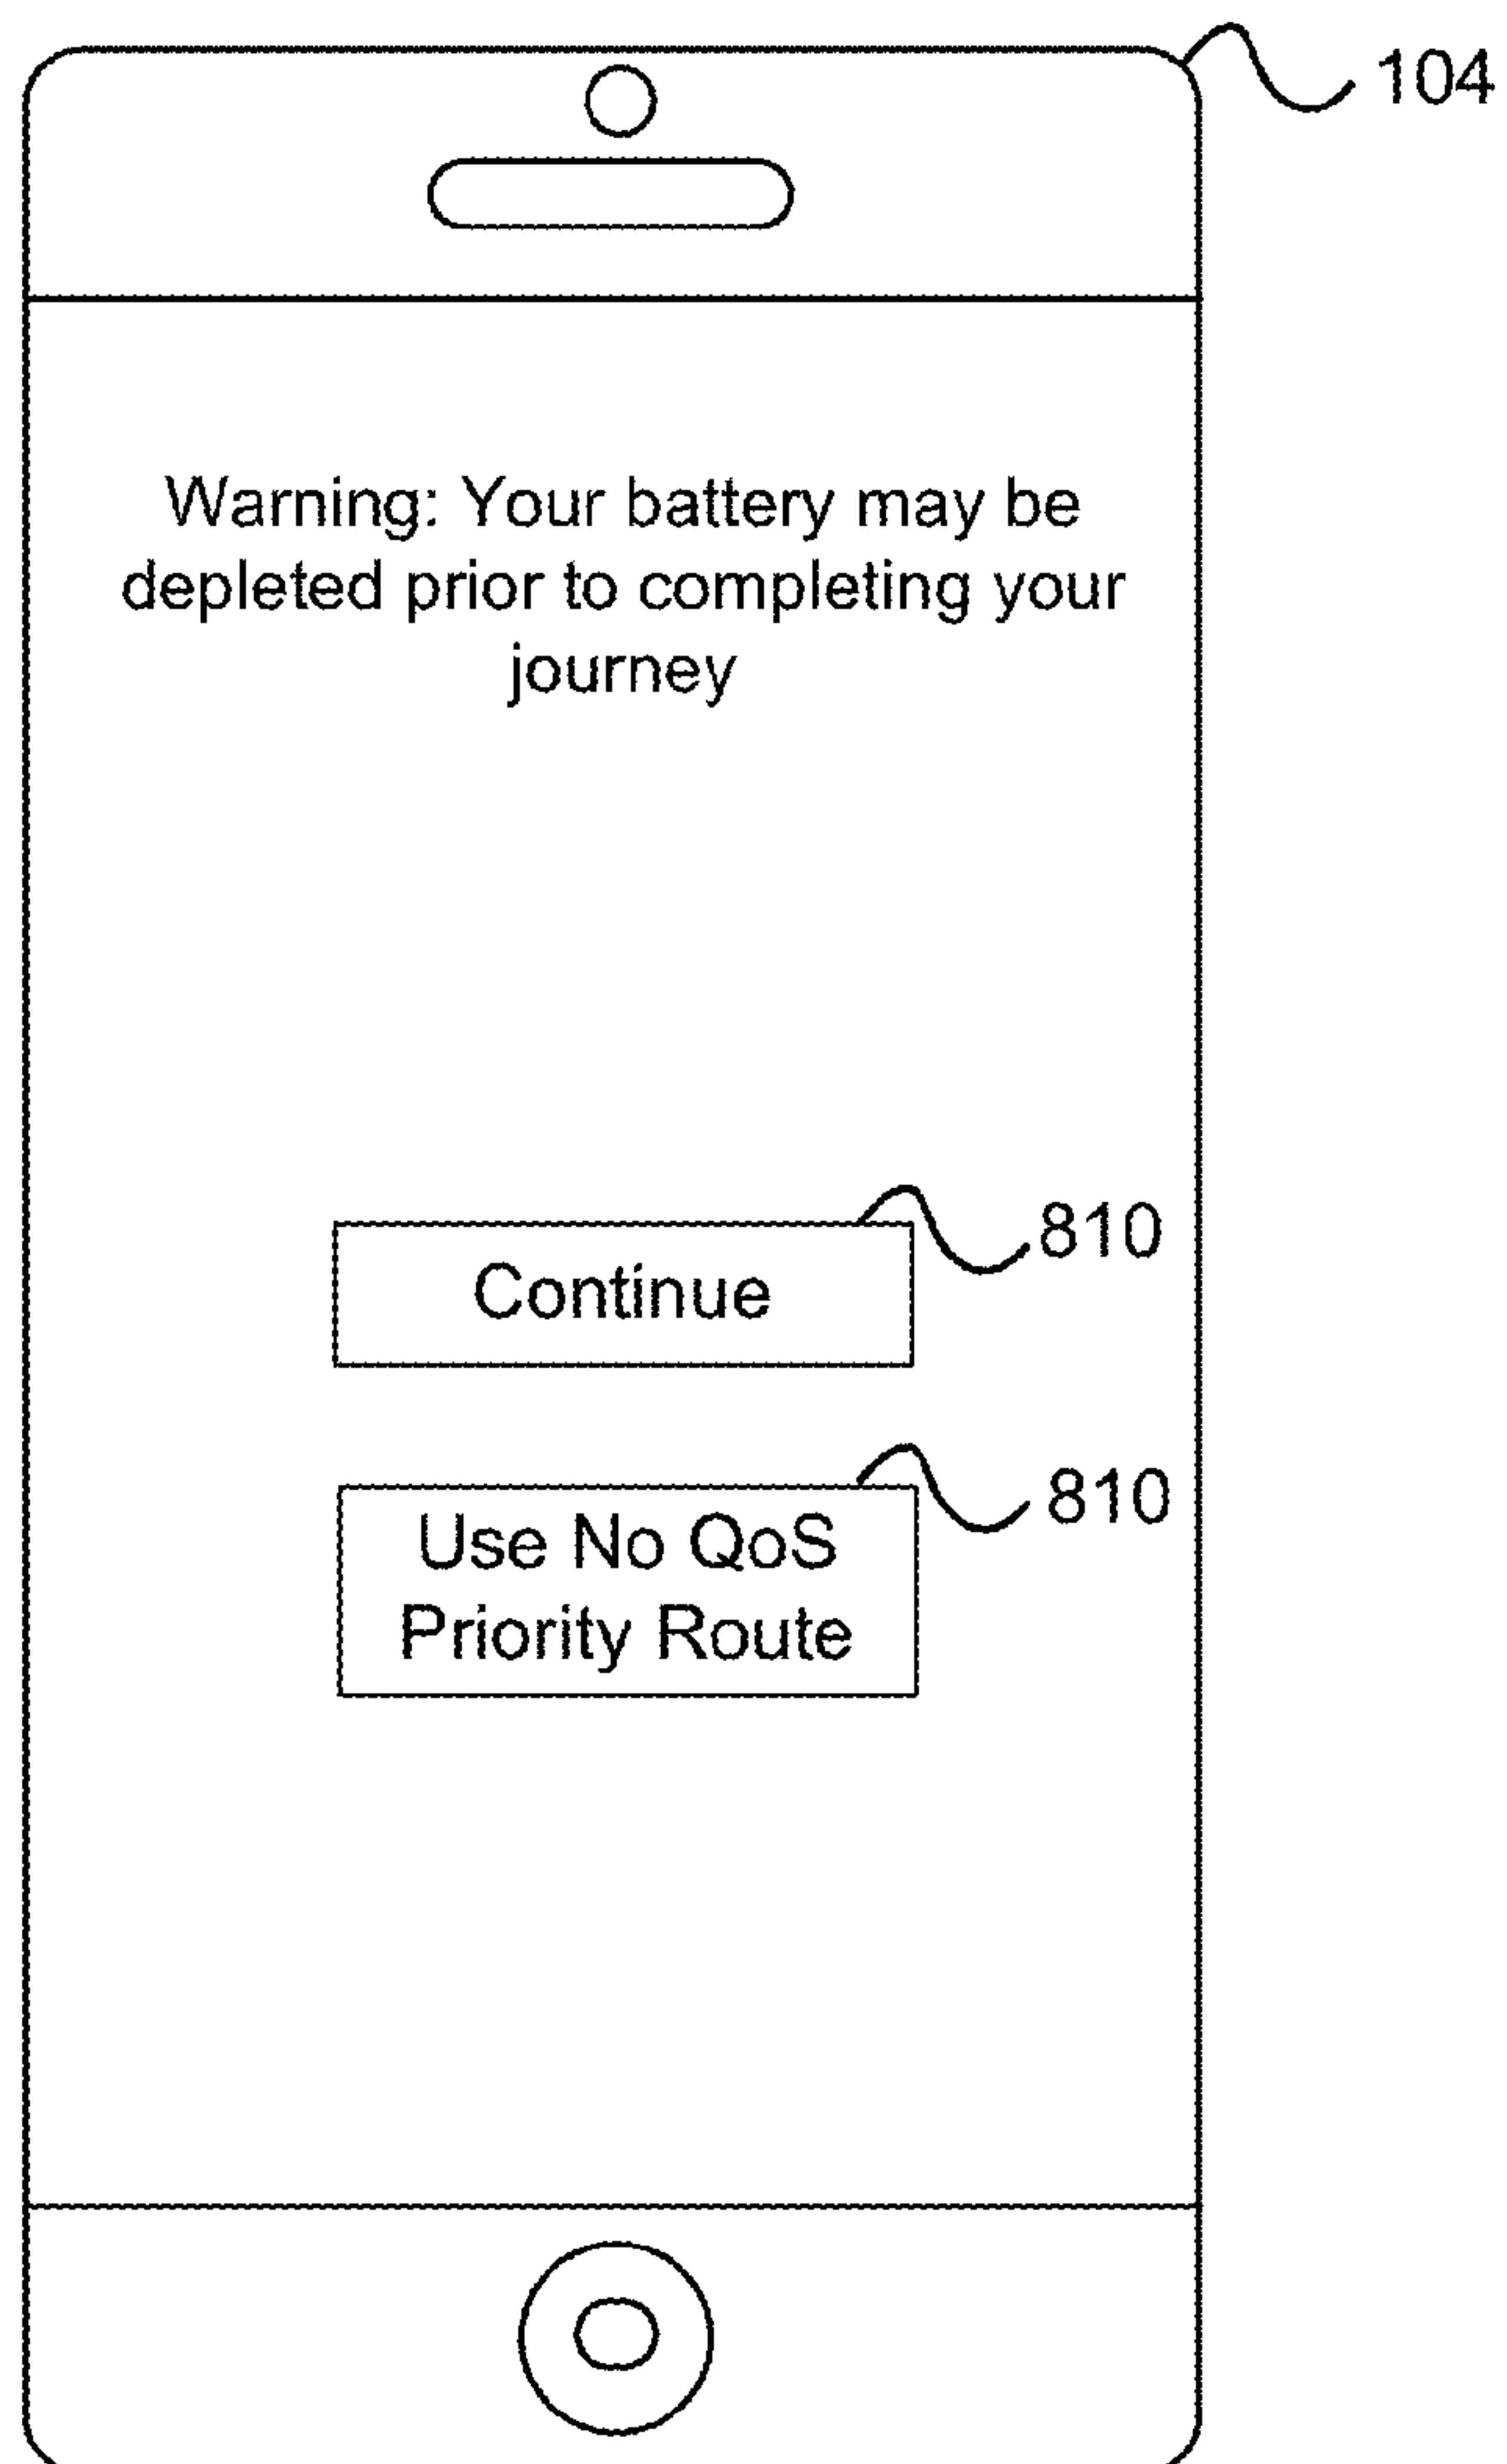 104
Warning: Your battery may be
depleted prior to completing your
journey
810
Continue
810
Use No QoS
Priority Route